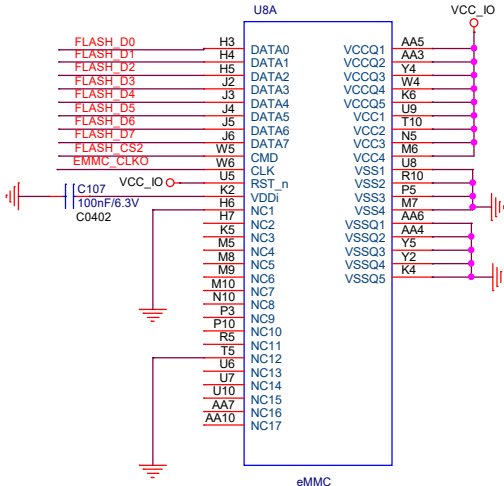 U8A
VCC_IO
FLASH_D0 H3 DATA0 VCCQ1 AA5
FLASH_D1 H4 DATA1 VCCQ2 AA3
FLASH_D2 H5 DATA2 VCCQ3 Y4
FLASH_D3 J2 DATA3 VCCQ4 W4
FLASH_D4 J3 DATA4 VCCQ5 K6
FLASH_D5 J4 DATA5 VCC1 U9
FLASH_D6 J5 DATA6 VCC2 T10
FLASH_D7 J6 DATA7 VCC3 N5
FLASH_CS2 W5 CMD VCC4 M6
EMMC_CLKO W6 CLK VSS1 U8
VCC_IO U5 RST_n VSS2 R10
C107 K2 VDDi VSS3 P5
100nF/6.3V H6 NC1 VSS4 M7
C0402 H7 NC2 VSSQ1 AA6
K5 NC3 VSSQ2 AA4
M5 NC4 VSSQ3 Y5
M8 NC5 VSSQ4 Y2
M9 NC6 VSSQ5 K4
M10 NC7
N10 NC8
P3 NC9
P10 NC10
R5 NC11
T5 NC12
U6 NC13
U7 NC14
U10 NC15
AA7 NC16
AA10 NC17
eMMC